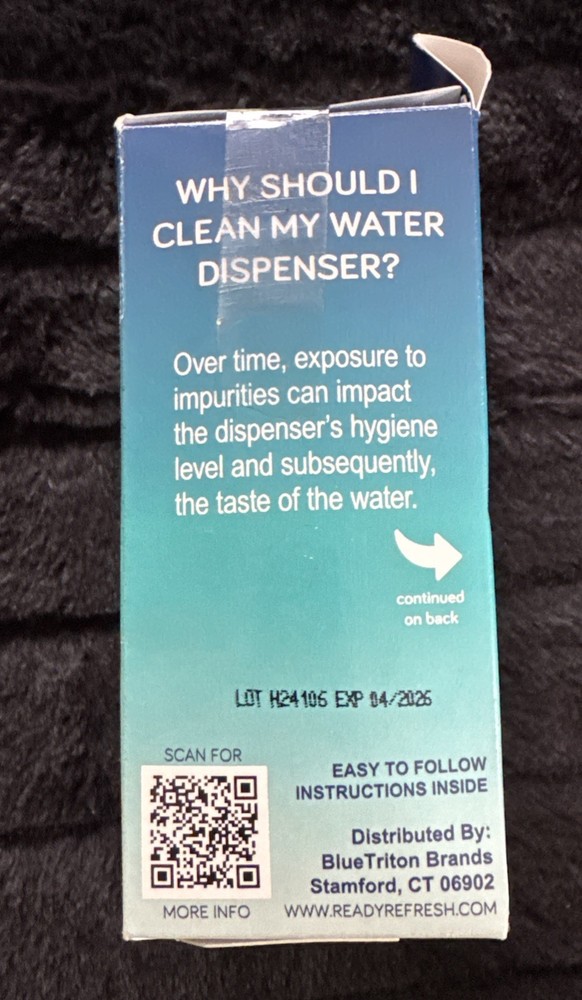 WHY SHOULD I
CLEAN MY WATER
DISPENSER?
Over time, exposure to
impurities can impact
the dispenser's hygiene
level and subsequently,
the taste of the water.
continued
on back
LOT H24106 EXP 04/2026
SCAN FOR
MORE INFO
EASY TO FOLLOW
INSTRUCTIONS INSIDE
Distributed By:
BlueTriton Brands
Stamford, CT 06902
WWW.READYREFRESH.COM